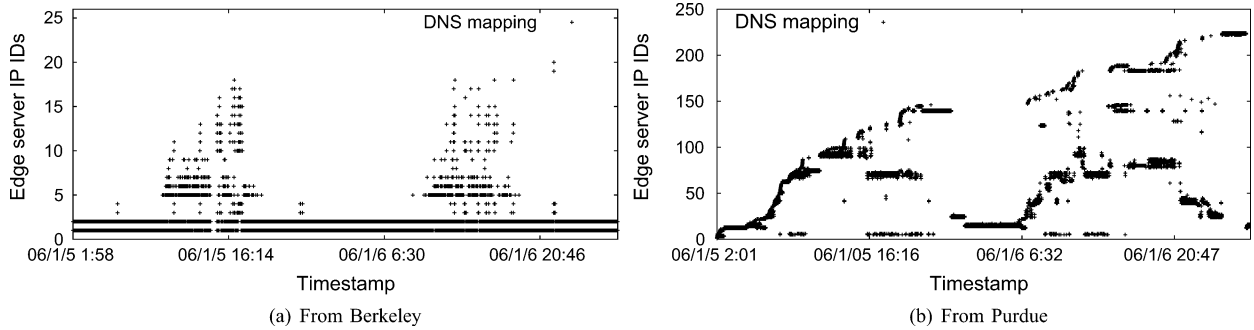 DNS mapping
25
20
15
10
5
0
Edge server IP IDs
06/1/5 1:58
06/1/5 16:14
06/1/6 6:30
06/1/6 20:46
Timestamp
(a) From Berkeley
DNS mapping
250
200
150
100
50
0
Edge server IP IDs
06/1/5 2:01
06/1/05 16:16
06/1/6 6:32
06/1/6 20:47
Timestamp
(b) From Purdue